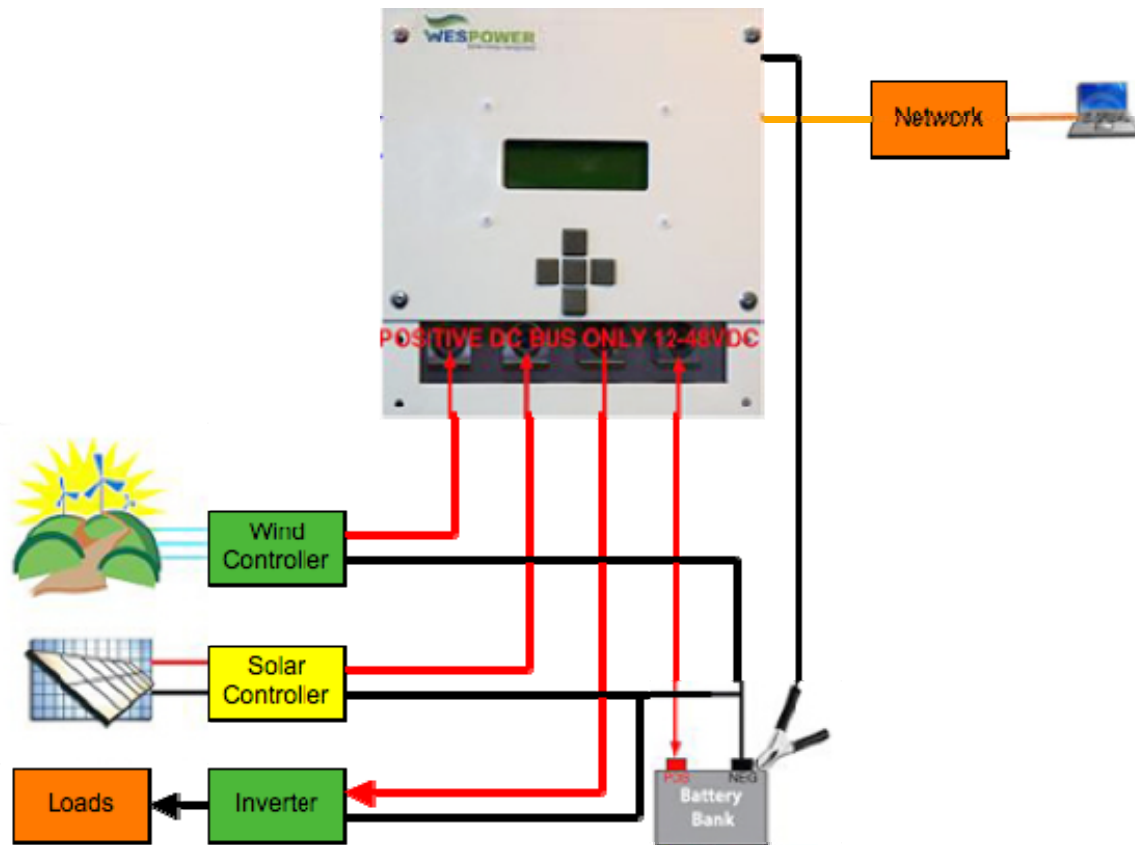 WESPOWER
Network
POSITIVE DC BUS ONLY 12-48VDC
Wind
Controller
Solar
Controller
Loads
Inverter
POS
NEG
Battery
Bank